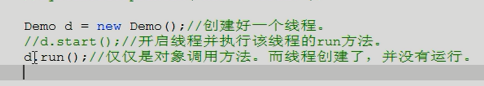 Demo d = new Demo();//创建好一个线程。
//d.start();//开启线程并执行该线程的run方法。
d.run();//仅仅是对象调用方法。而线程创建了，并没有运行。